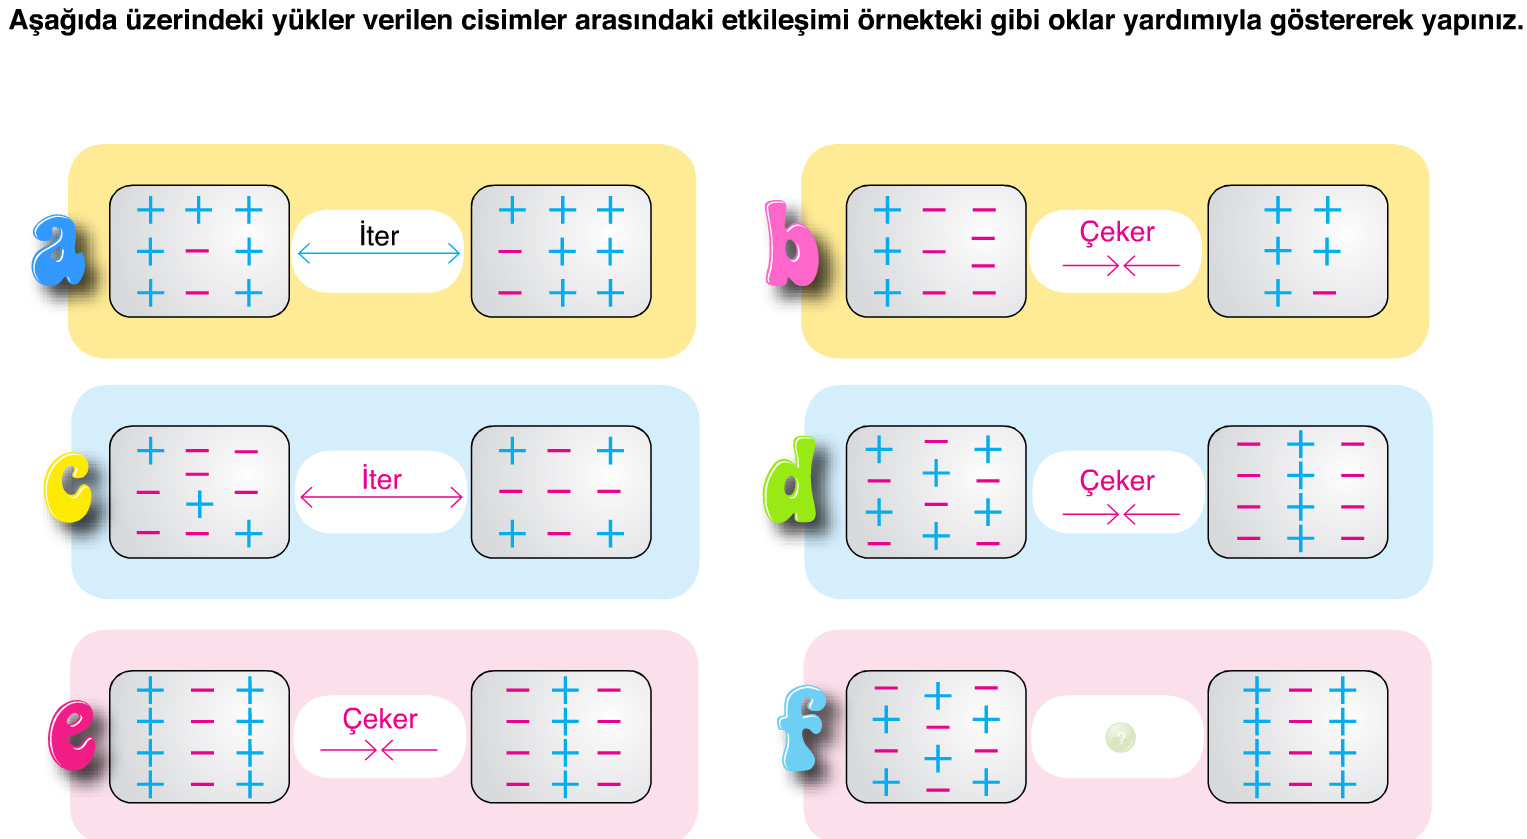 Aşağıda üzerindeki yükler verilen cisimler arasındaki etkileşimi örnekteki gibi oklar yardımıyla göstererek yapınız.
a
+ + +
+ − +
+ − +
İter
+ + +
− + +
− + +
b
+ − −
−
+ −
−
+ − −
Çeker
+ +
+ +
+ −
c
+ − −
−
− −
+
− − +
İter
+ − +
− − −
+ − +
d
−
+ +
+
− −
−
+ +
+
− −
Çeker
− + −
− + −
− + −
− + −
e
+ − +
+ − +
+ − +
+ − +
Çeker
− + −
− + −
− + −
− + −
f
− −
+
+ +
−
− −
+
+ +
−
?
+ − +
+ − +
+ − +
+ − +